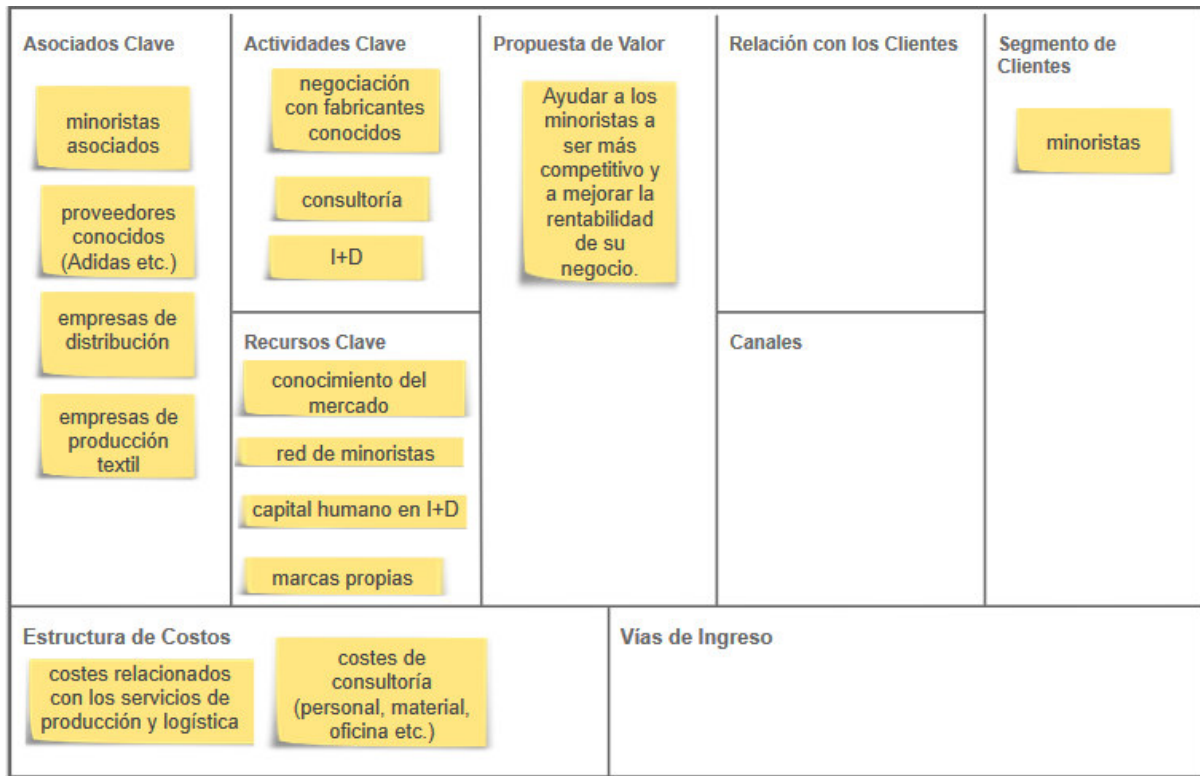 Asociados Clave
minoristas
asociados
proveedores
conocidos
(Adidas etc.)
empresas de
distribución
empresas de
producción
textil
Actividades Clave
negociación
con fabricantes
conocidos
consultoría
I+D
Recursos Clave
conocimiento del
mercado
red de minoristas
capital humano en I+D
marcas propias
Propuesta de Valor
Ayudar a los
minoristas a
ser más
competitivo y
a mejorar la
rentabilidad
de su
negocio.
Relación con los Clientes
Canales
Segmento de
Clientes
minoristas
Estructura de Costos
costes relacionados
con los servicios de
producción y logística
costes de
consultoría
(personal, material,
oficina etc.)
Vías de Ingreso